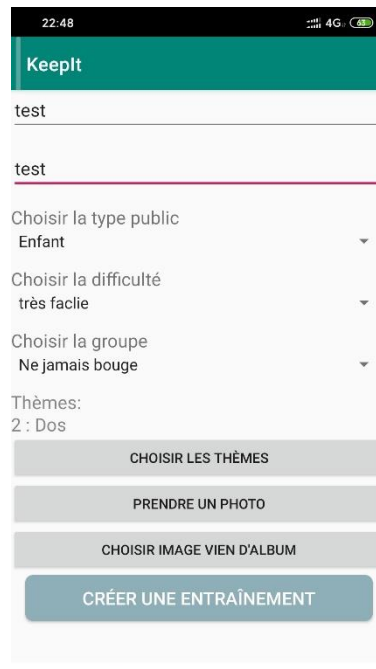 22:48 4G 63
KeepIt
test
test
Choisir la type public
Enfant
Choisir la difficulté
très faclie
Choisir la groupe
Ne jamais bouge
Thèmes:
2 : Dos
CHOISIR LES THÈMES
PRENDRE UN PHOTO
CHOISIR IMAGE VIEN D'ALBUM
CRÉER UNE ENTRAÎNEMENT